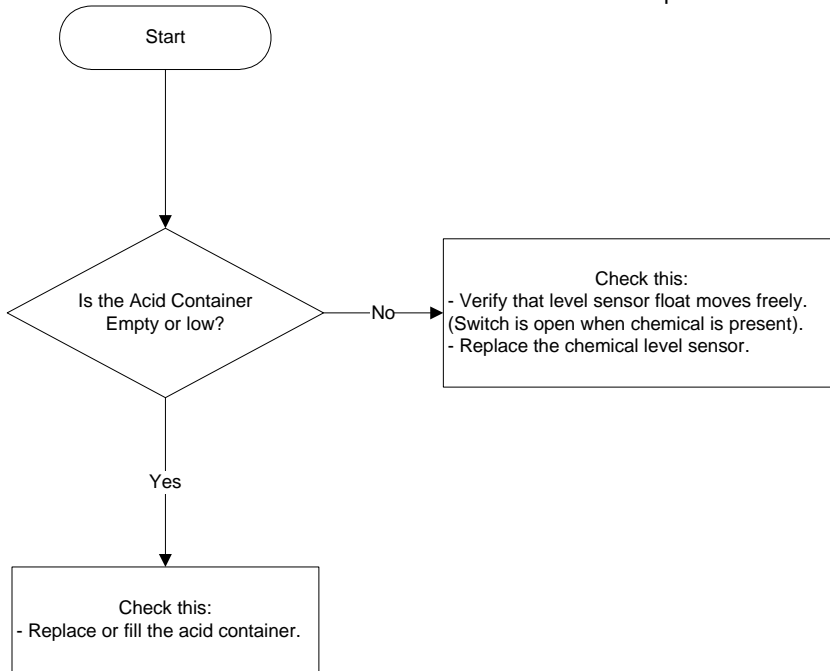 Start
Is the Acid Container
Empty or low?
No
Check this:
- Verify that level sensor float moves freely.
(Switch is open when chemical is present).
- Replace the chemical level sensor.
Yes
Check this:
- Replace or fill the acid container.